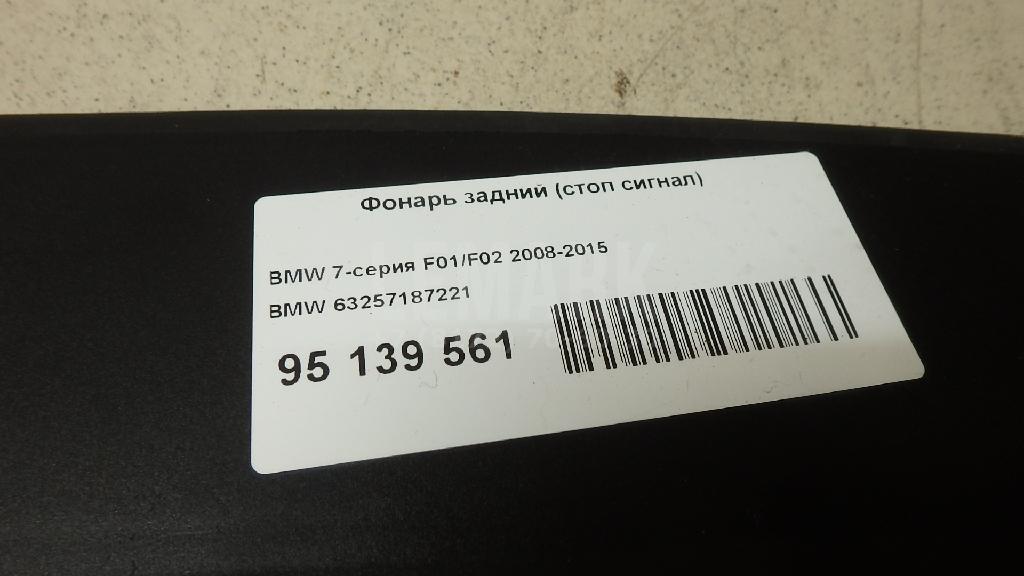 Фонарь задний (стоп сигнал)
BMW 7-серия F01/F02 2008-2015
BMW 63257187221
95 139 561